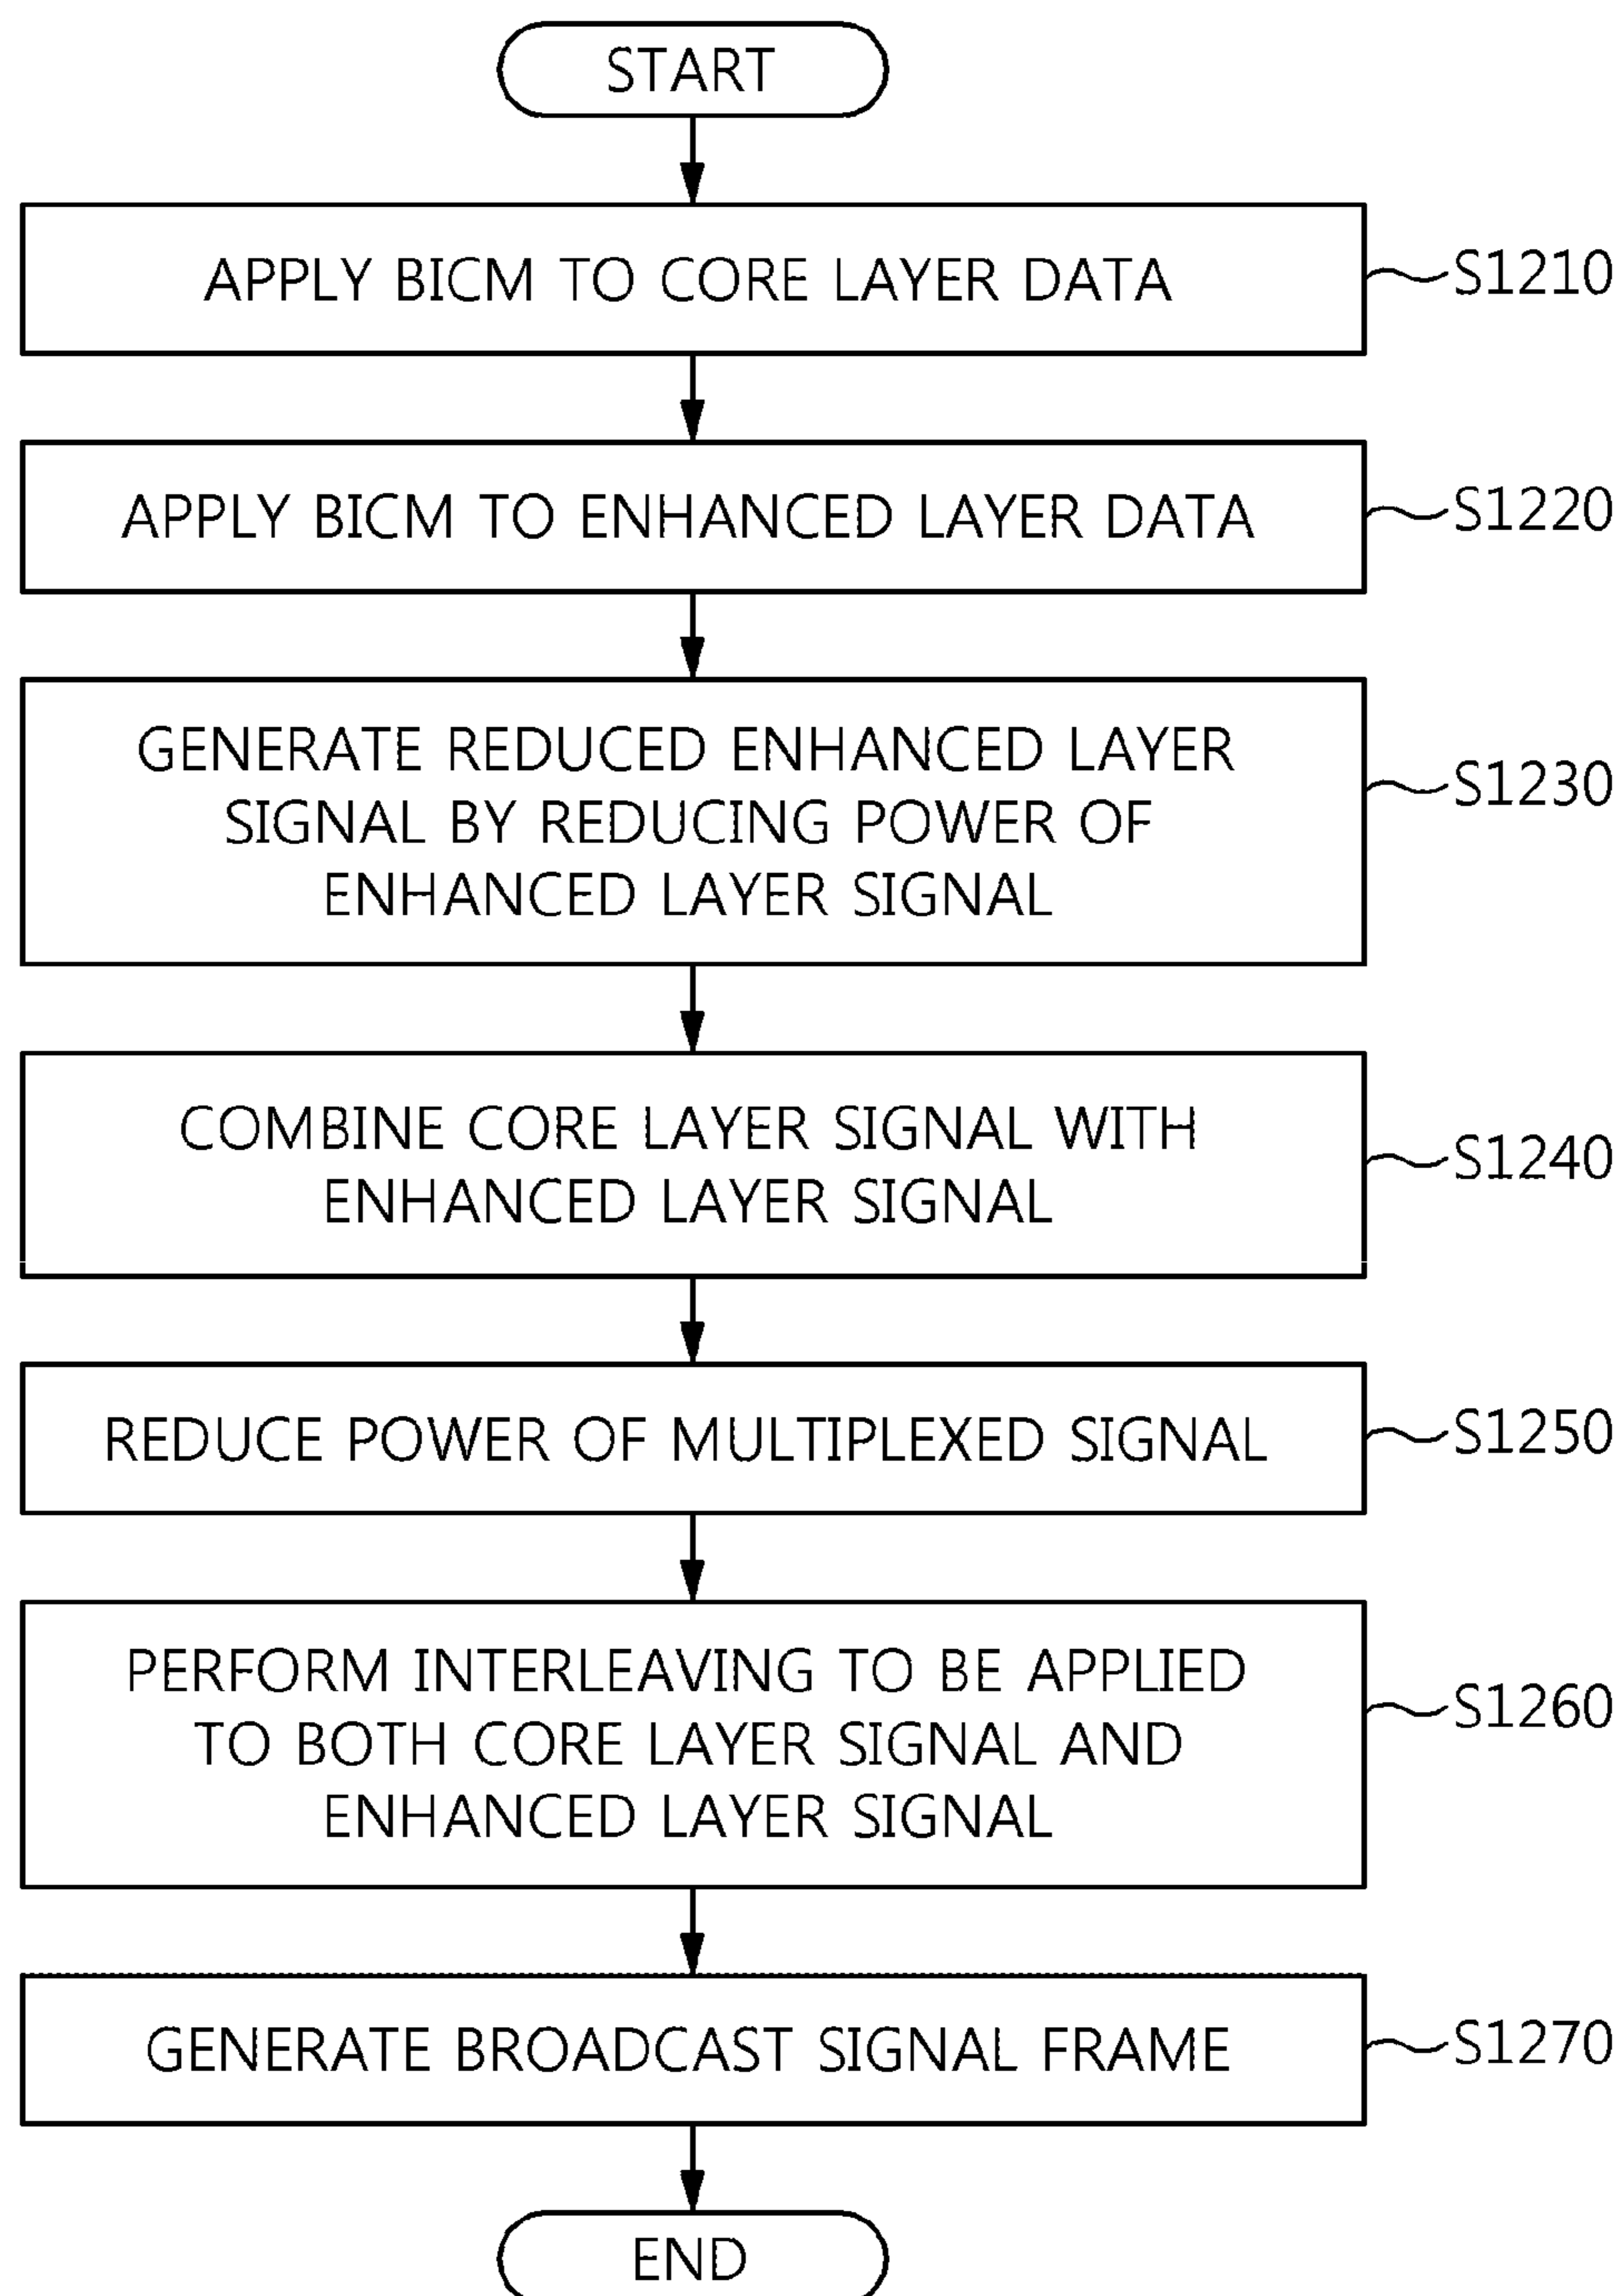 START
APPLY BICM TO CORE LAYER DATA
S1210
APPLY BICM TO ENHANCED LAYER DATA
S1220
GENERATE REDUCED ENHANCED LAYER
SIGNAL BY REDUCING POWER OF
ENHANCED LAYER SIGNAL
S1230
COMBINE CORE LAYER SIGNAL WITH
ENHANCED LAYER SIGNAL
S1240
REDUCE POWER OF MULTIPLEXED SIGNAL
S1250
PERFORM INTERLEAVING TO BE APPLIED
TO BOTH CORE LAYER SIGNAL AND
ENHANCED LAYER SIGNAL
S1260
GENERATE BROADCAST SIGNAL FRAME
S1270
END